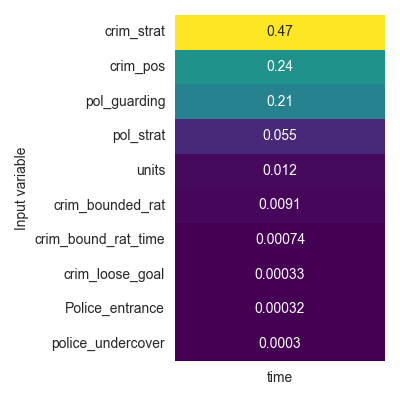 crim_strat 0.47
crim_pos 0.24
pol_guarding 0.21
pol_strat 0.055
units 0.012
crim_bounded_rat 0.0091
crim_bound_rat_time 0.00074
crim_loose_goal 0.00033
Police_entrance 0.00032
police_undercover 0.0003
Input variable
time